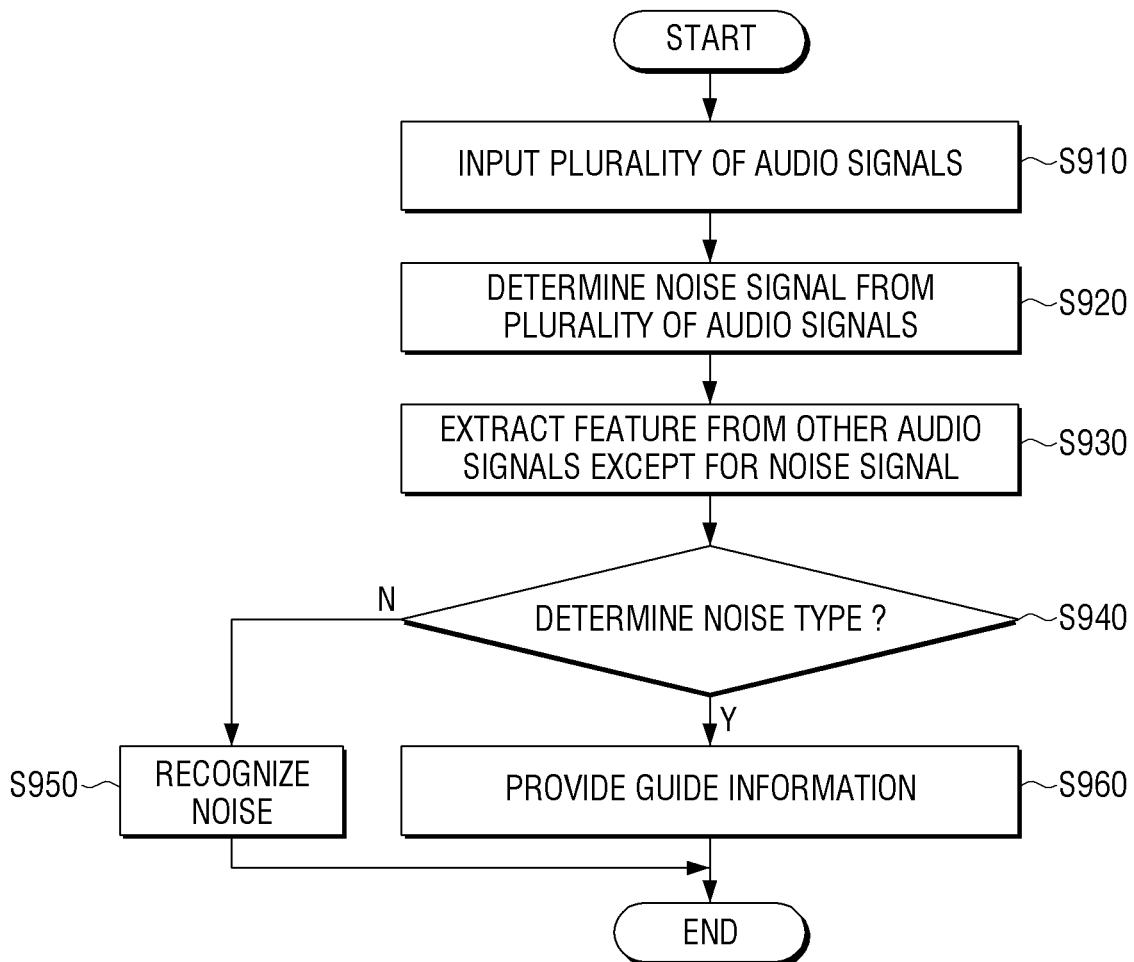 START
INPUT PLURALITY OF AUDIO SIGNALS
S910
DETERMINE NOISE SIGNAL FROM
PLURALITY OF AUDIO SIGNALS
S920
EXTRACT FEATURE FROM OTHER AUDIO
SIGNALS EXCEPT FOR NOISE SIGNAL
S930
N
DETERMINE NOISE TYPE ?
S940
Y
S950
RECOGNIZE
NOISE
PROVIDE GUIDE INFORMATION
S960
END